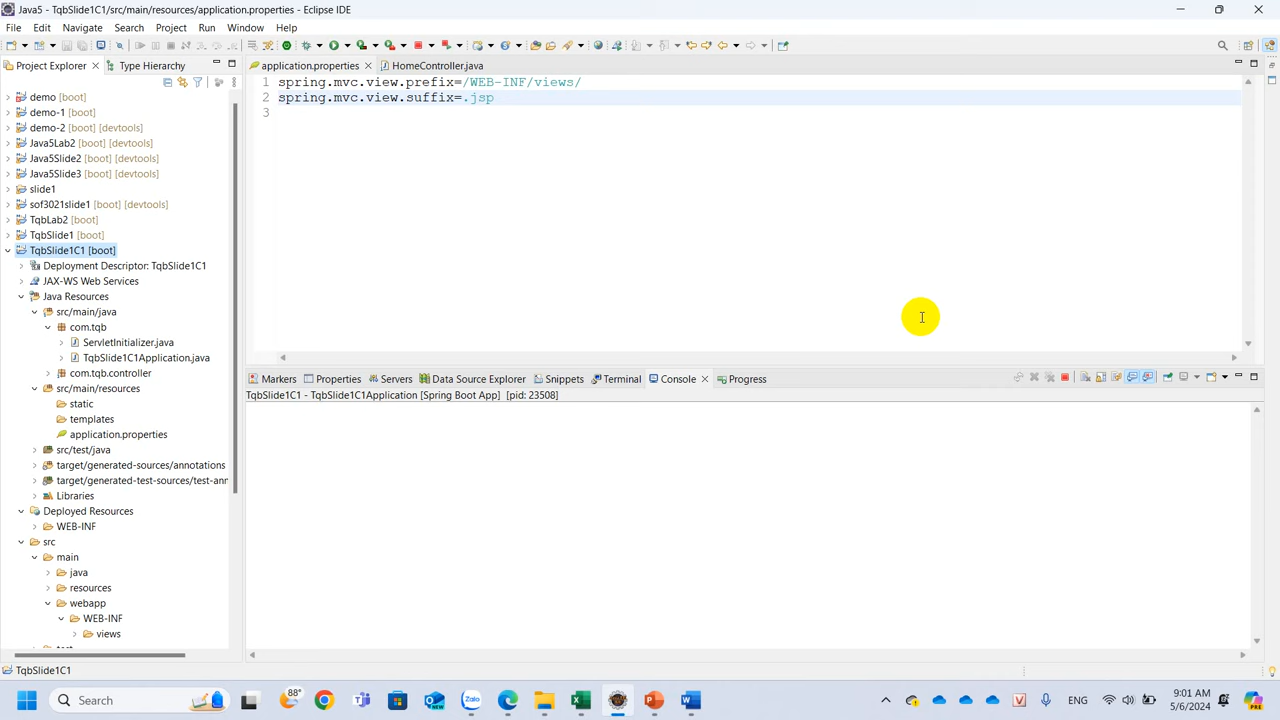 Java5 - TqbSlide1C1/src/main/resources/application.properties - Eclipse IDE
File Edit Navigate Search Project Run Window Help
Project Explorer Type Hierarchy
application.properties HomeController.java
demo [boot]
demo-1 [boot]
demo-2 [boot] [devtools]
Java5Lab2 [boot]
Java5Slide2 [boot] [devtools]
Java5Slide3 [boot] [devtools]
slide1
sof3021slide1 [boot] [devtools]
TqbLab2 [boot]
TqbSlide1 [boot]
TqbSlide1C1 [boot]
Deployment Descriptor: TqbSlide1C1
JAX-WS Web Services
Java Resources
src/main/java
com.tqb
ServletInitializer.java
TqbSlide1C1Application.java
com.tqb.controller
src/main/resources
static
templates
application.properties
src/test/java
target/generated-sources/annotations
target/generated-test-sources/test-ann
Libraries
Deployed Resources
WEB-INF
src
main
java
resources
webapp
WEB-INF
views
1 spring.mvc.view.prefix=/WEB-INF/views/
2 spring.mvc.view.suffix=.jsp
3
Markers Properties Servers Data Source Explorer Snippets Terminal Console Progress
TqbSlide1C1 - TqbSlide1C1Application [Spring Boot App] [pid: 23508]
TqbSlide1C1
Search
88°
Zalo
ENG
9:01 AM
5/6/2024
PRE